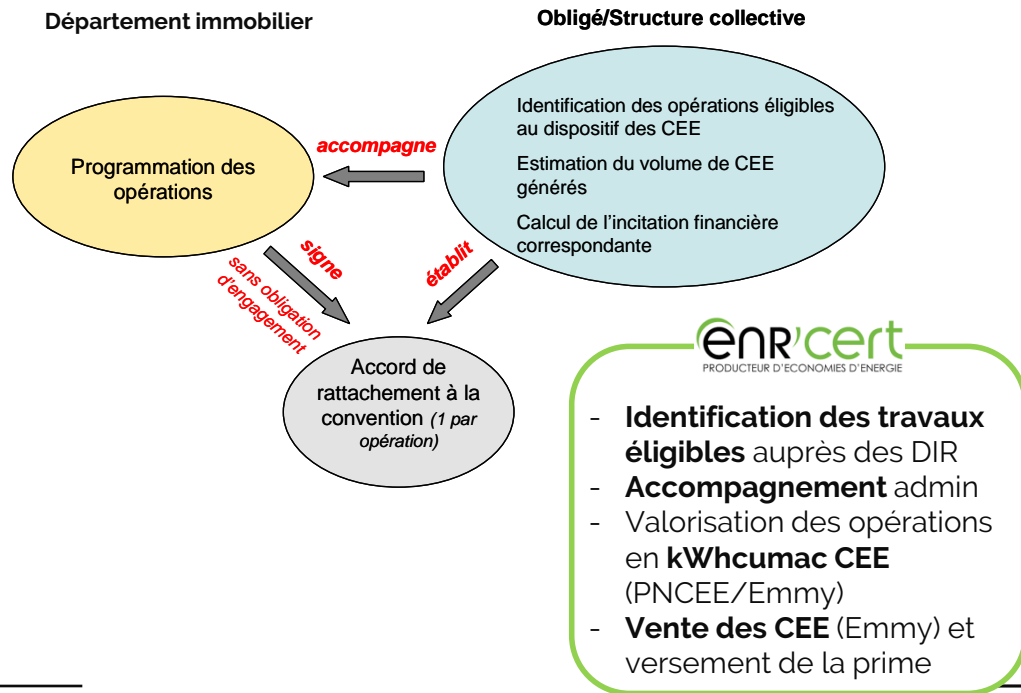 Département immobilier
Obligé/Structure collective
Programmation des
opérations
accompagne
Identification des opérations éligibles
au dispositif des CEE
Estimation du volume de CEE
générés
Calcul de l'incitation financière
correspondante
signe
sans obligation
d'engagement
établit
Accord de
rattachement à la
convention (1 par
opération)
enr'cert
PRODUCTEUR D'ECONOMIES D'ENERGIE
- Identification des travaux
éligibles auprès des DIR
- Accompagnement admin
- Valorisation des opérations
en kWhcumac CEE
(PNCEE/Emmy)
- Vente des CEE (Emmy) et
versement de la prime